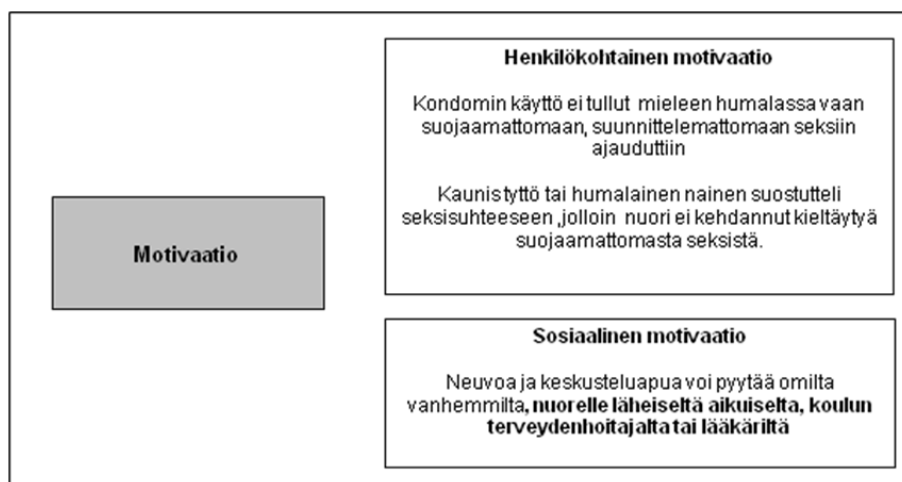 Motivaatio
Henkilökohtainen motivaatio
Kondomin käyttö ei tullut mieleen humalassa vaan
suojaamattomaan, suunnittelemattomaan seksiin
ajauduttiin
Kaunis tyttö tai humalainen nainen suostutteli
seksisuhteeseen ,jolloin nuori ei kehdannut kieltäytyä
suojaamattomasta seksistä.
Sosiaalinen motivaatio
Neuvoa ja keskusteluapua voi pyytää omilta
vanhemmilta, nuorelle läheiseltä aikuiselta, koulun
terveydenhoitajalta tai lääkäriltä